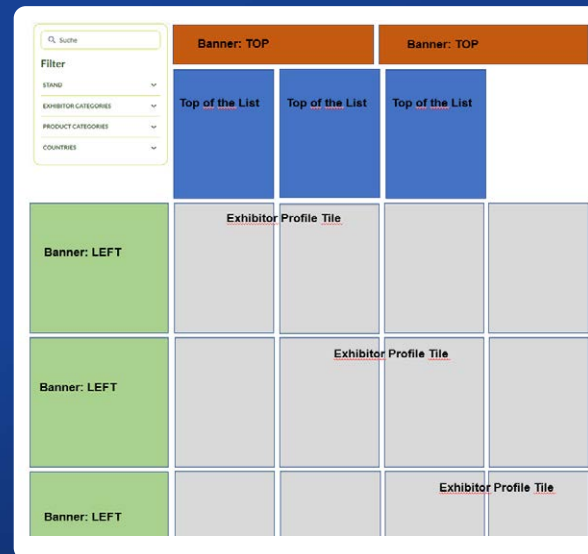 Suche
Filter
STAND
EXHIBITOR CATEGORIES
PRODUCT CATEGORIES
COUNTRIES
Banner: TOP
Banner: TOP
Top of the List
Top of the List
Top of the List
Banner: LEFT
Exhibitor Profile Tile
Banner: LEFT
Exhibitor Profile Tile
Banner: LEFT
Exhibitor Profile Tile